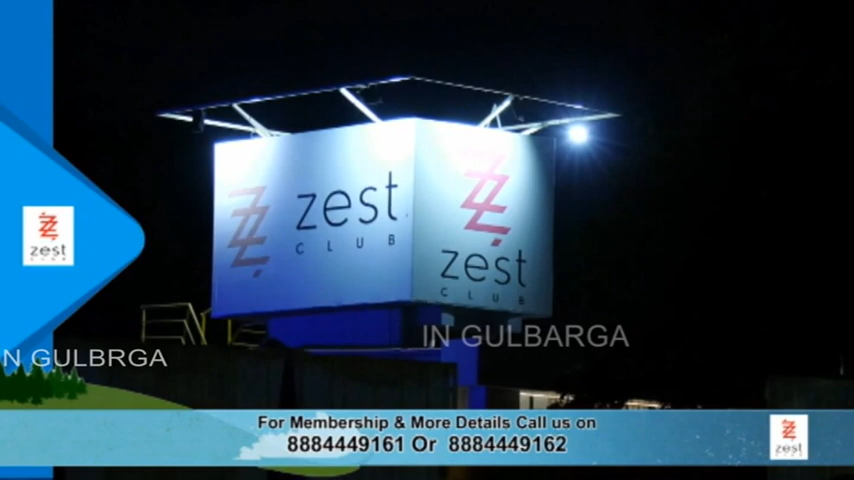 zest
CLUB
zest
CLUB
zest
CLUB
IN GULBARGA
N GULBRGA
For Membership & More Details Call us on
8884449161 Or 8884449162
zest